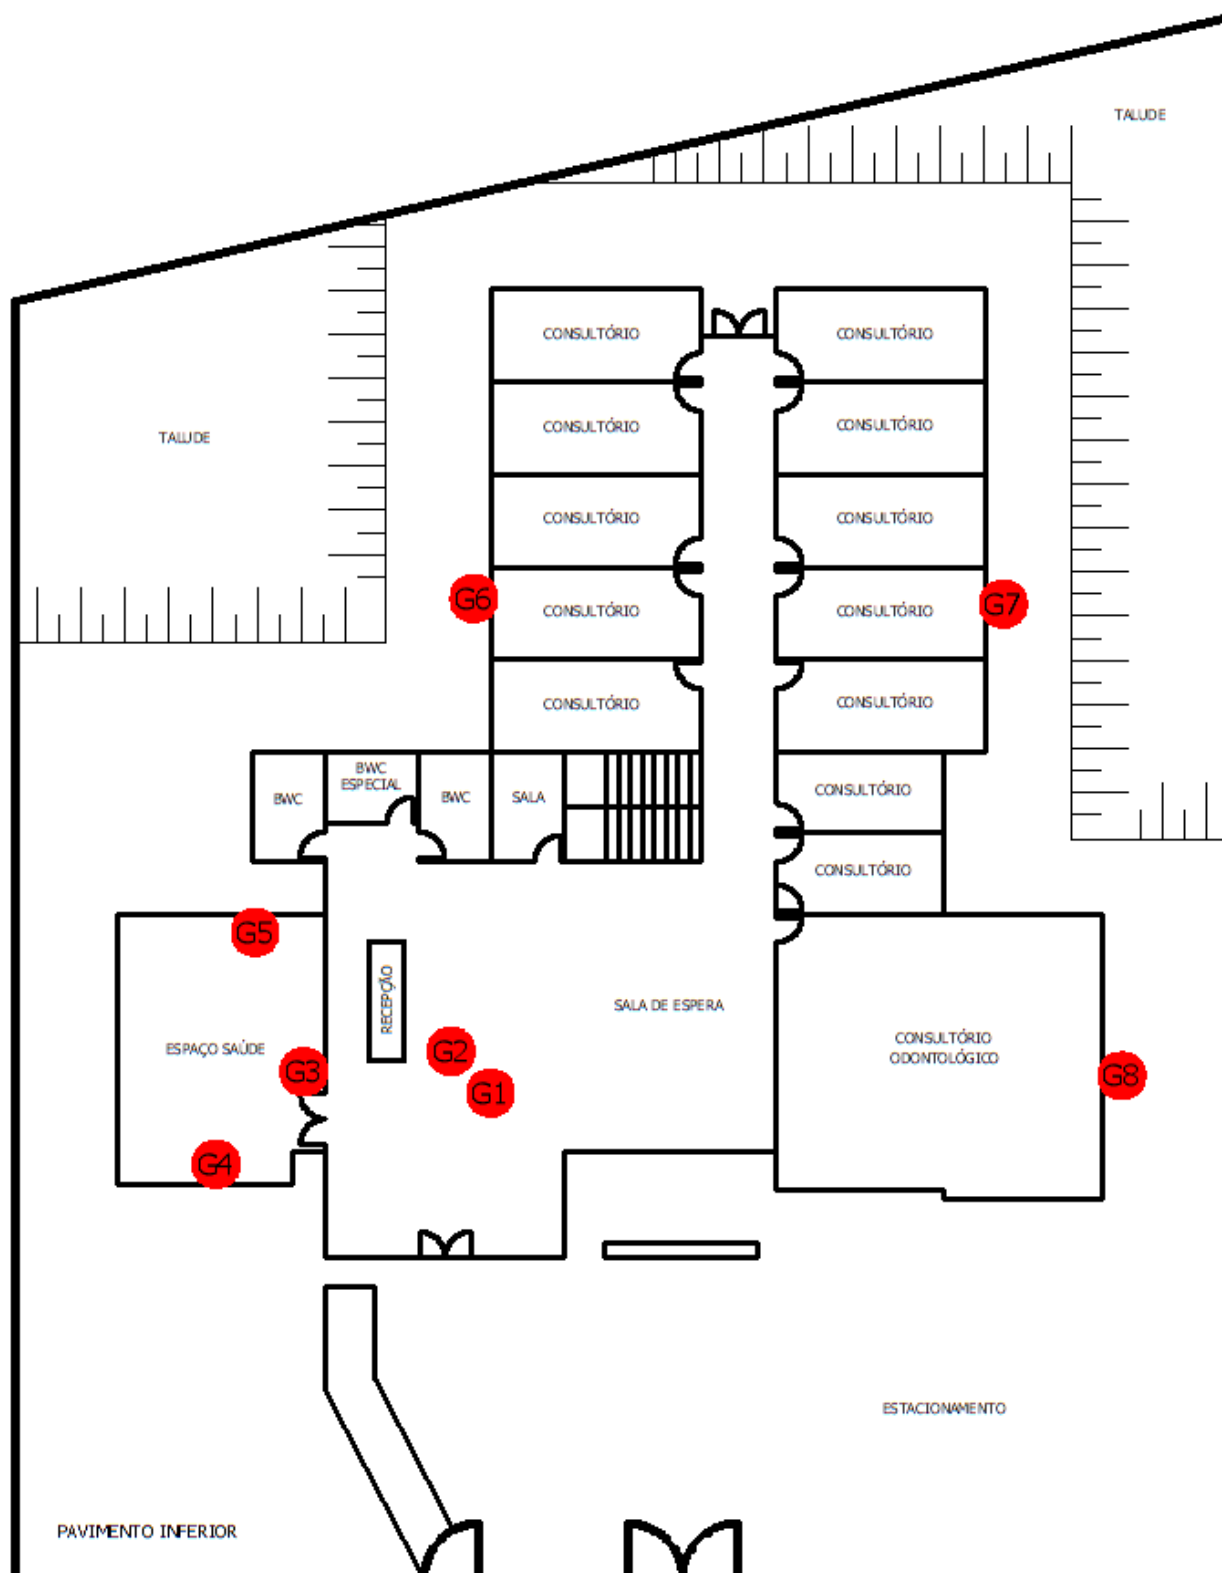 TALUDE
CONSULTÓRIO
CONSULTÓRIO
CONSULTÓRIO
CONSULTÓRIO
TALUDE
CONSULTÓRIO
CONSULTÓRIO
G6
CONSULTÓRIO
CONSULTÓRIO
G7
CONSULTÓRIO
CONSULTÓRIO
BWC
BWC
ESPECIAL
BWC
SALA
CONSULTÓRIO
CONSULTÓRIO
G5
RECEPÇÃO
SALA DE ESPERA
ESPAÇO SAÚDE
CONSULTÓRIO
ODONTOLÓGICO
G2
G3
G1
G8
G4
ESTACIONAMENTO
PAVIMENTO INFERIOR